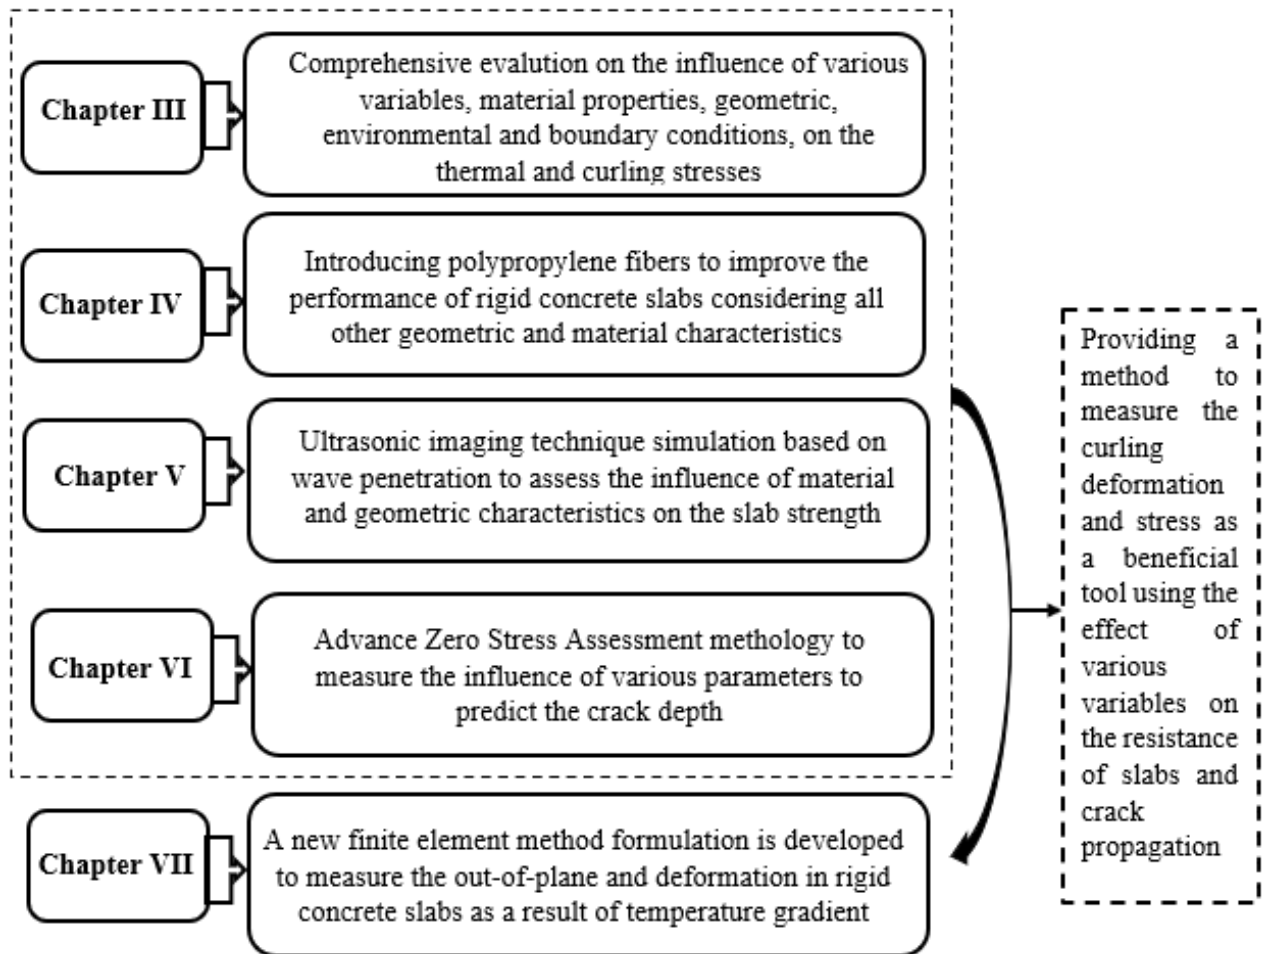 Chapter III
Comprehensive evalution on the influence of various
variables, material properties, geometric,
environmental and boundary conditions, on the
thermal and curling stresses
Chapter IV
Introducing polypropylene fibers to improve the
performance of rigid concrete slabs considering all
other geometric and material characteristics
Chapter V
Ultrasonic imaging technique simulation based on
wave penetration to assess the influence of material
and geometric characteristics on the slab strength
Chapter VI
Advance Zero Stress Assessment methology to
measure the influence of various parameters to
predict the crack depth
Chapter VII
A new finite element method formulation is developed
to measure the out-of-plane and deformation in rigid
concrete slabs as a result of temperature gradient
Providing a
method to
measure the
curling
deformation
and stress as
a beneficial
tool using the
effect of
various
variables on
the resistance
of slabs and
crack
propagation